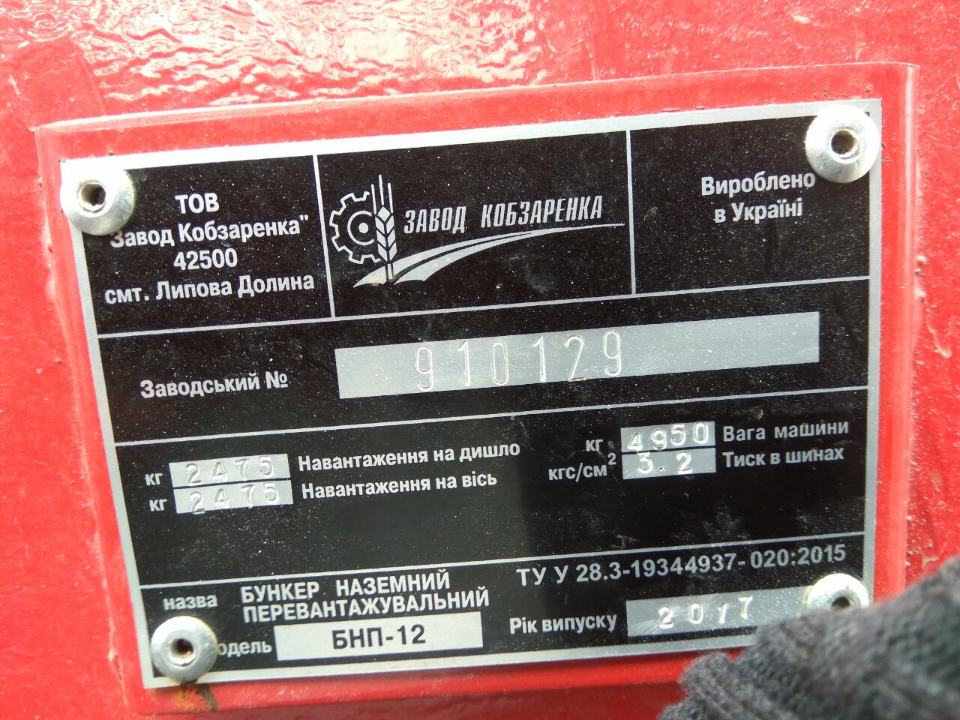 ТОВ
Завод Кобзаренка"
42500
смт. Липова Долина
ЗАВОД КОБЗАРЕНКА
Вироблено
в Україні
Заводський № 910129
кг 2475 Навантаження на дишло
кг 2475 Навантаження на вісь
кг 4950 Вага машини
кгс/см² 3.2 Тиск в шинах
назва БУНКЕР НАЗЕМНИЙ
ПЕРЕВАНТАЖУВАЛЬНИЙ
одель БНП-12
ТУ У 28.3-19344937-020:2015
Рік випуску 2017